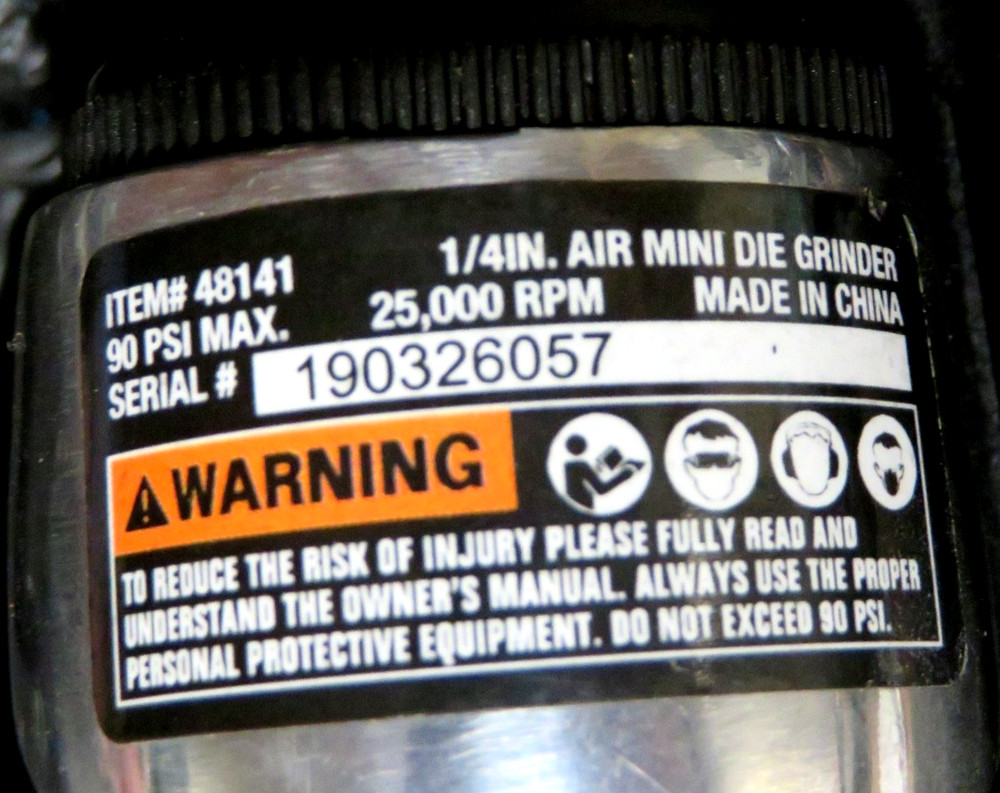 ITEM# 48141 1/4IN. AIR MINI DIE GRINDER
90 PSI MAX. 25,000 RPM MADE IN CHINA
SERIAL # 190326057
WARNING
TO REDUCE THE RISK OF INJURY PLEASE FULLY READ AND
UNDERSTAND THE OWNER'S MANUAL. ALWAYS USE THE PROPER
PERSONAL PROTECTIVE EQUIPMENT. DO NOT EXCEED 90 PSI.